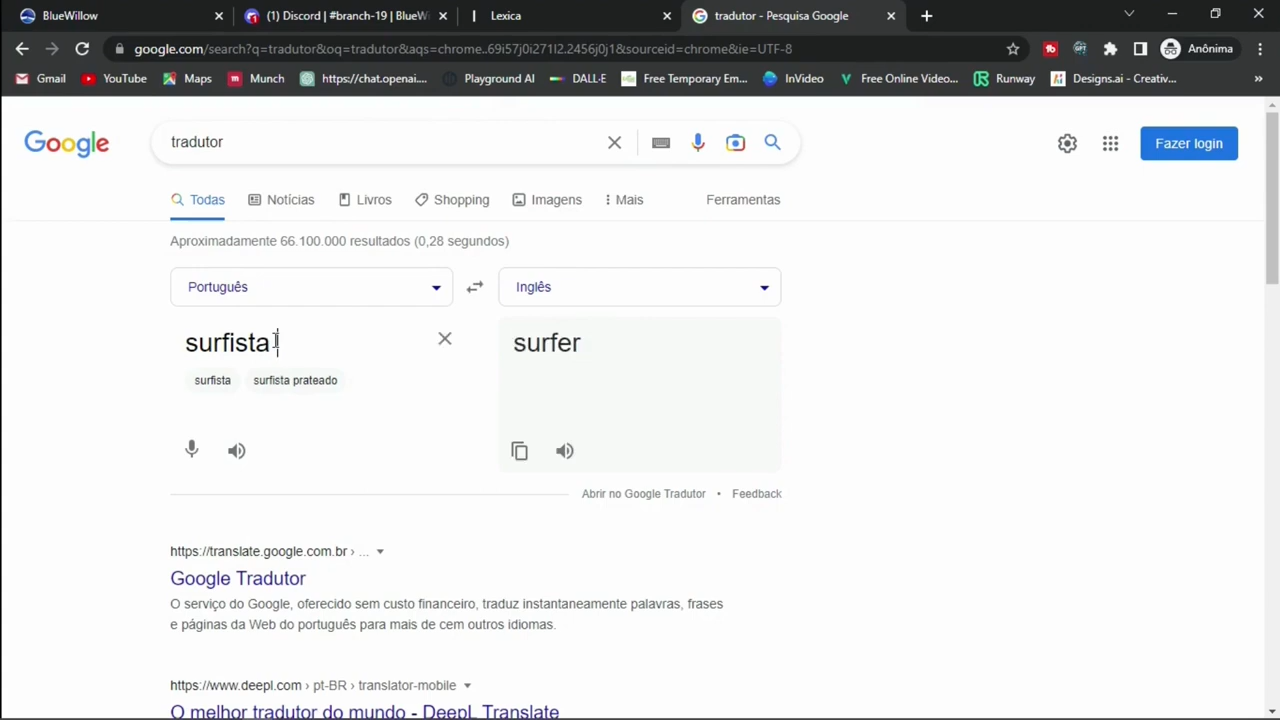 BlueWillow
(1) Discord | #branch-19 | BlueW
Lexica
tradutor - Pesquisa Google
google.com/search?q=tradutor&oq=tradutor&aqs=chrome..69i57j0i271l2.2456j0j1&sourceid=chrome&ie=UTF-8
GPT
Anônima
Gmail
YouTube
Maps
m
Munch
https://chat.openai...
Playground AI
DALL·E
Free Temporary Em...
InVideo
Free Online Video...
Runway
Designs.ai - Creativ...
»
Google
tradutor
Fazer login
Todas
Notícias
Livros
Shopping
Imagens
Mais
Ferramentas
Aproximadamente 66.100.000 resultados (0,28 segundos)
Português
Inglês
surfista
surfer
surfista
surfista prateado
Abrir no Google Tradutor • Feedback
https://translate.google.com.br › ...
Google Tradutor
O serviço do Google, oferecido sem custo financeiro, traduz instantaneamente palavras, frases
e páginas da Web do português para mais de cem outros idiomas.
https://www.deepl.com › pt-BR › translator-mobile
O melhor tradutor do mundo - DeepL Translate